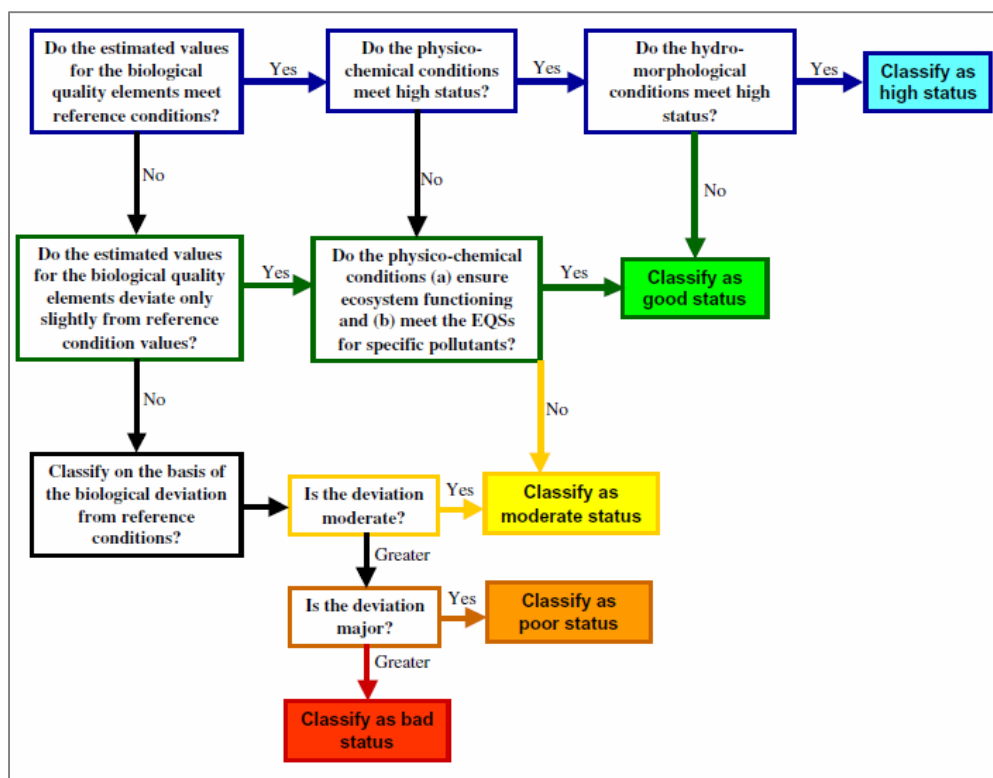 Do the estimated values
for the biological
quality elements meet
reference conditions?
Yes
Do the physico-
chemical conditions
meet high status?
Yes
Do the hydro-
morphological
conditions meet high
status?
Yes
Classify as
high status
No
No
No
Do the estimated values
for the biological quality
elements deviate only
slightly from reference
condition values?
Yes
Do the physico-chemical
conditions (a) ensure
ecosystem functioning
and (b) meet the EQSs
for specific pollutants?
Yes
Classify as
good status
No
No
Classify on the basis of
the biological deviation
from reference
conditions?
Is the deviation
moderate?
Yes
Classify as
moderate status
Greater
Is the deviation
major?
Yes
Classify as
poor status
Greater
Classify as bad
status